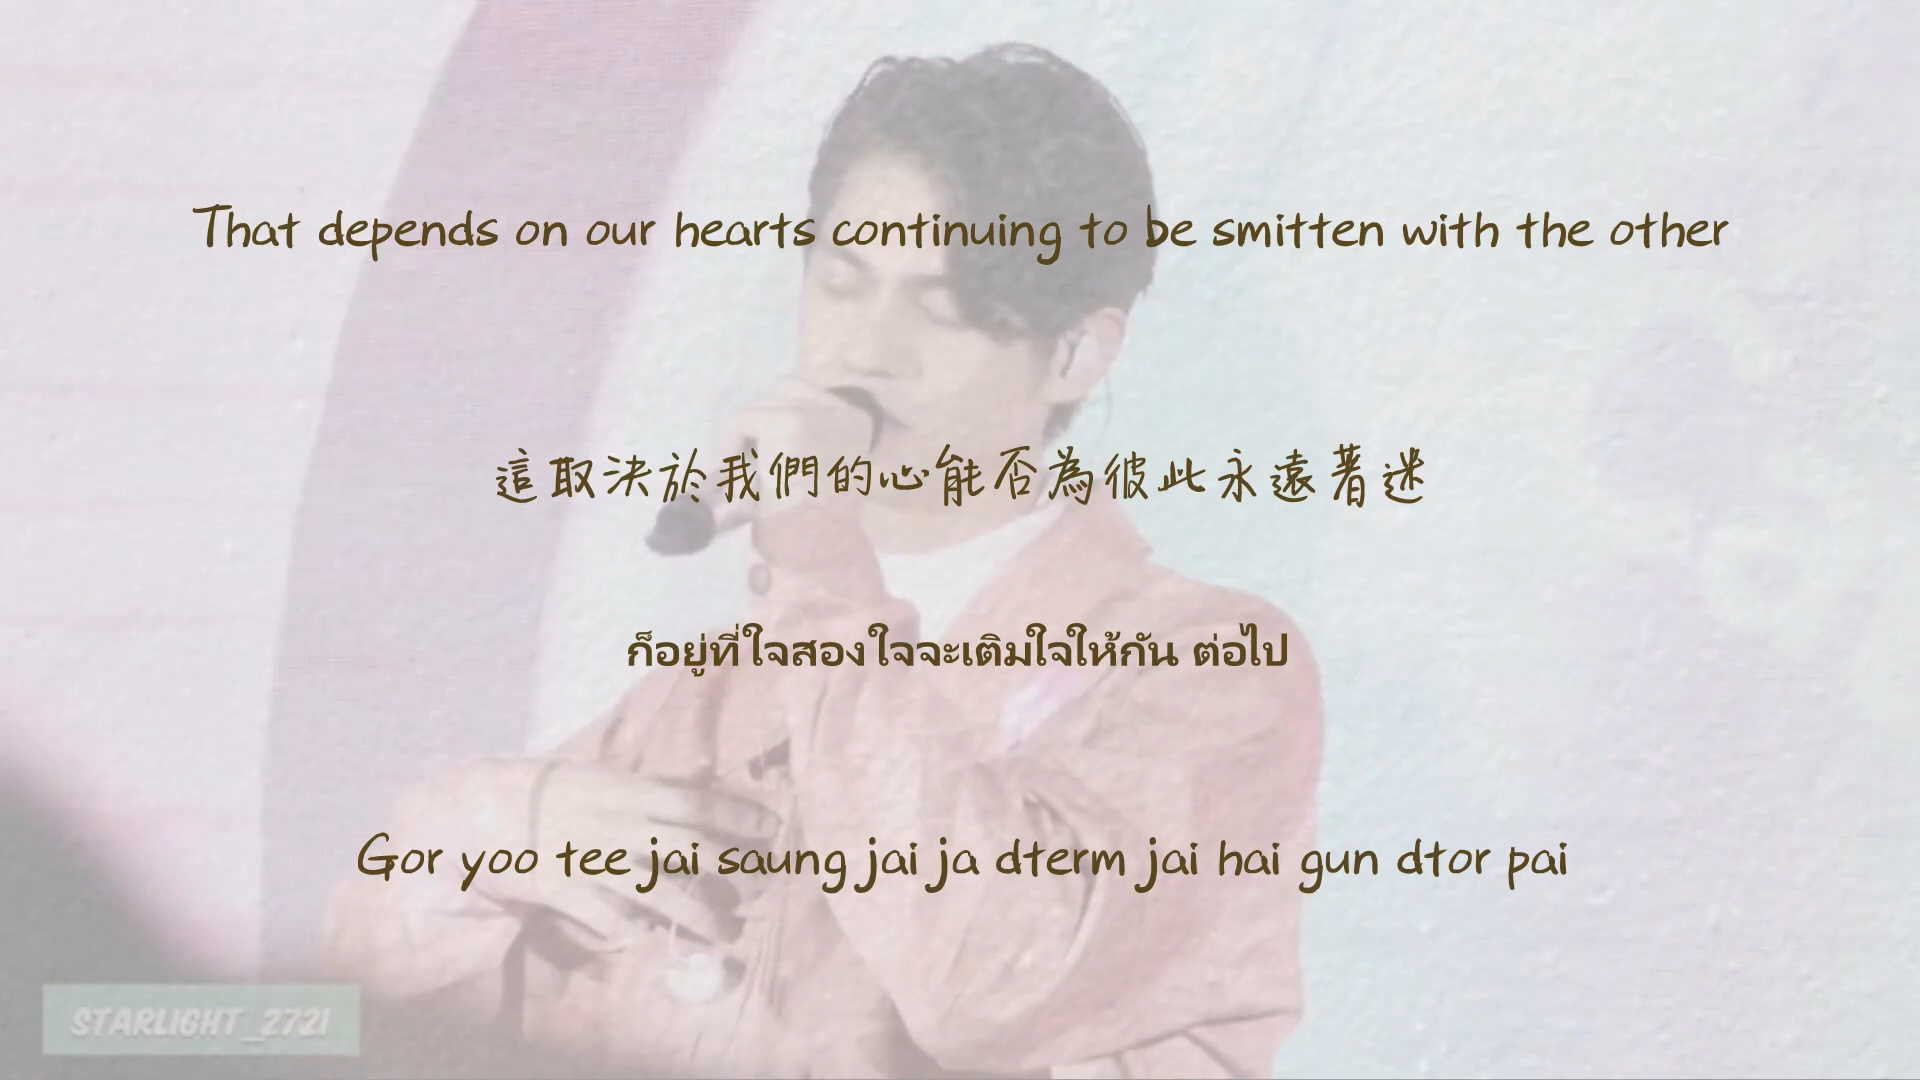 That depends on our hearts continuing to be smitten with the other
這取決於我們的心能否為彼此永遠著迷
ก็อยู่ที่ใจสองใจจะเติมใจให้กัน ต่อไป
Gor yoo tee jai saung jai ja dterm jai hai gun dtor pai
STARLIGHT_2721